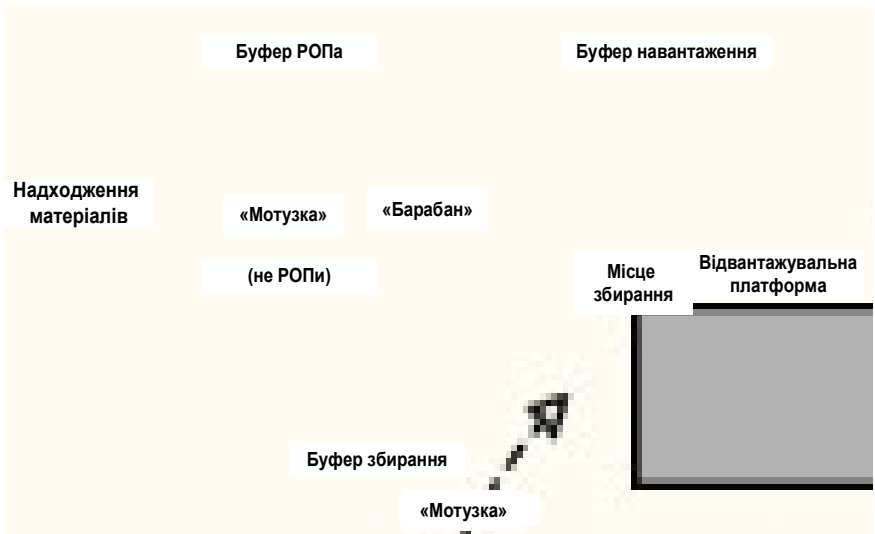 Буфер РОПа
Буфер навантаження
Надходження
матеріалів
«Мотузка»
«Барабан»
(не РОПи)
Місце
збирання
Відвантажувальна
платформа
Буфер збирання
«Мотузка»